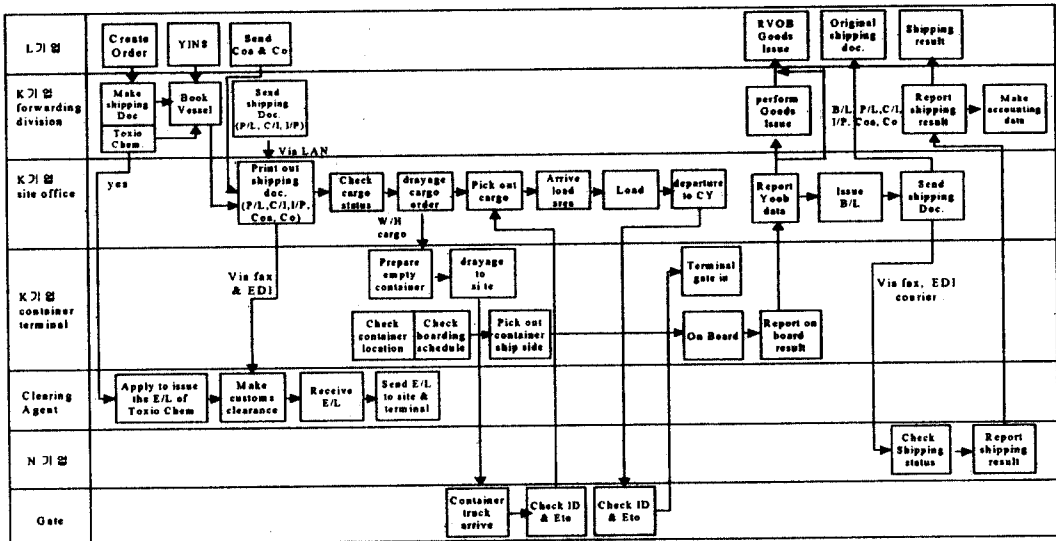 L기업
Create
Order
YINS
Send
Coa & Co
RVOB
Goods
Issue
Original
shipping
doc.
Shipping
result
K기업
forwarding
division
Make
shipping
Doc
Toxio
Chem.
Book
Vessel
Send
shipping
Doc.
(P/L, C/I, I/P)
perform
Goods
Issue
B/L, P/L,C/I,
I/P, Coa, Co
Report
shipping
result
Make
accounting
data
yes
Via LAN
K기업
site office
Print out
shipping
doc.
(P/L,C/I,I/P,
Coa, Co)
Check
cargo
status
drayage
cargo
order
Pick out
cargo
Arrive
load
area
Load
departure
to CY
Report
Yoob
data
Issue
B/L
Send
shipping
Doc.
W/H
cargo
K기업
container
terminal
Via fax
& EDI
Prepare
empty
container
drayage
to
site
Terminal
gate in
Via fax, EDI
courier
Check
container
location
Check
boarding
schedule
Pick out
container
ship side
On Board
Report on
board
result
Clearing
Agent
Apply to issue
the E/L of
Toxio Chem
Make
customs
clearance
Receive
E/L
Send E/L
to site &
terminal
N기업
Check
Shipping
status
Report
shipping
result
Gate
Container
truck
arrive
Check ID
& Eto
Check ID
& Eto